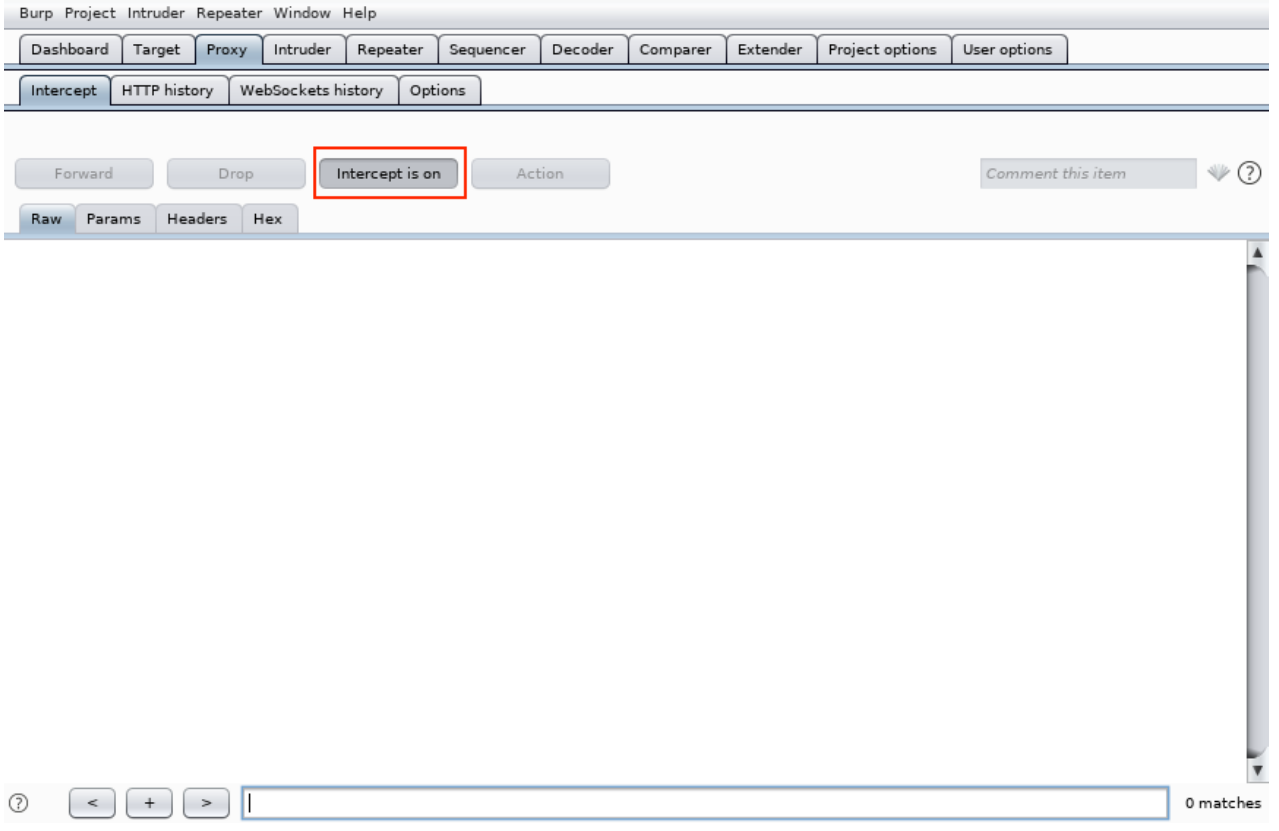 Burp Project Intruder Repeater Window Help
Dashboard Target Proxy Intruder Repeater Sequencer Decoder Comparer Extender Project options User options
Intercept HTTP history WebSockets history Options
Forward Drop Intercept is on Action Comment this item ?
Raw Params Headers Hex
? < + > 0 matches